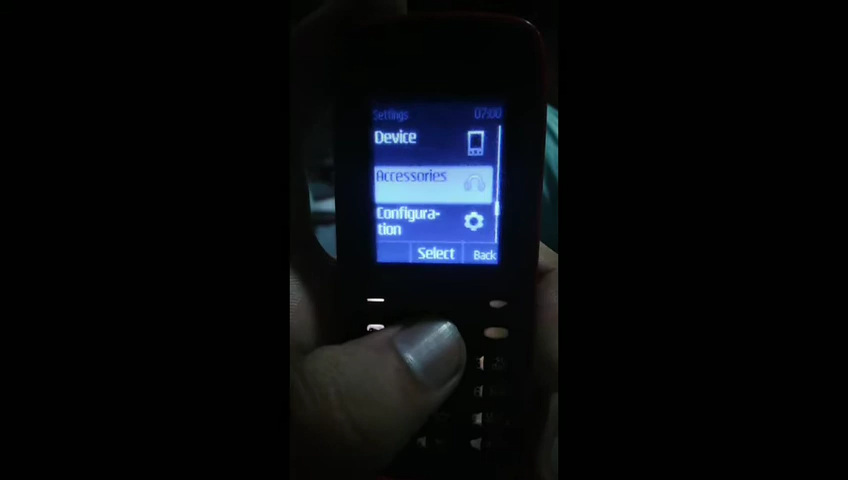 Settings 07:00
Device
Accessories
Configura-
tion
Select Back